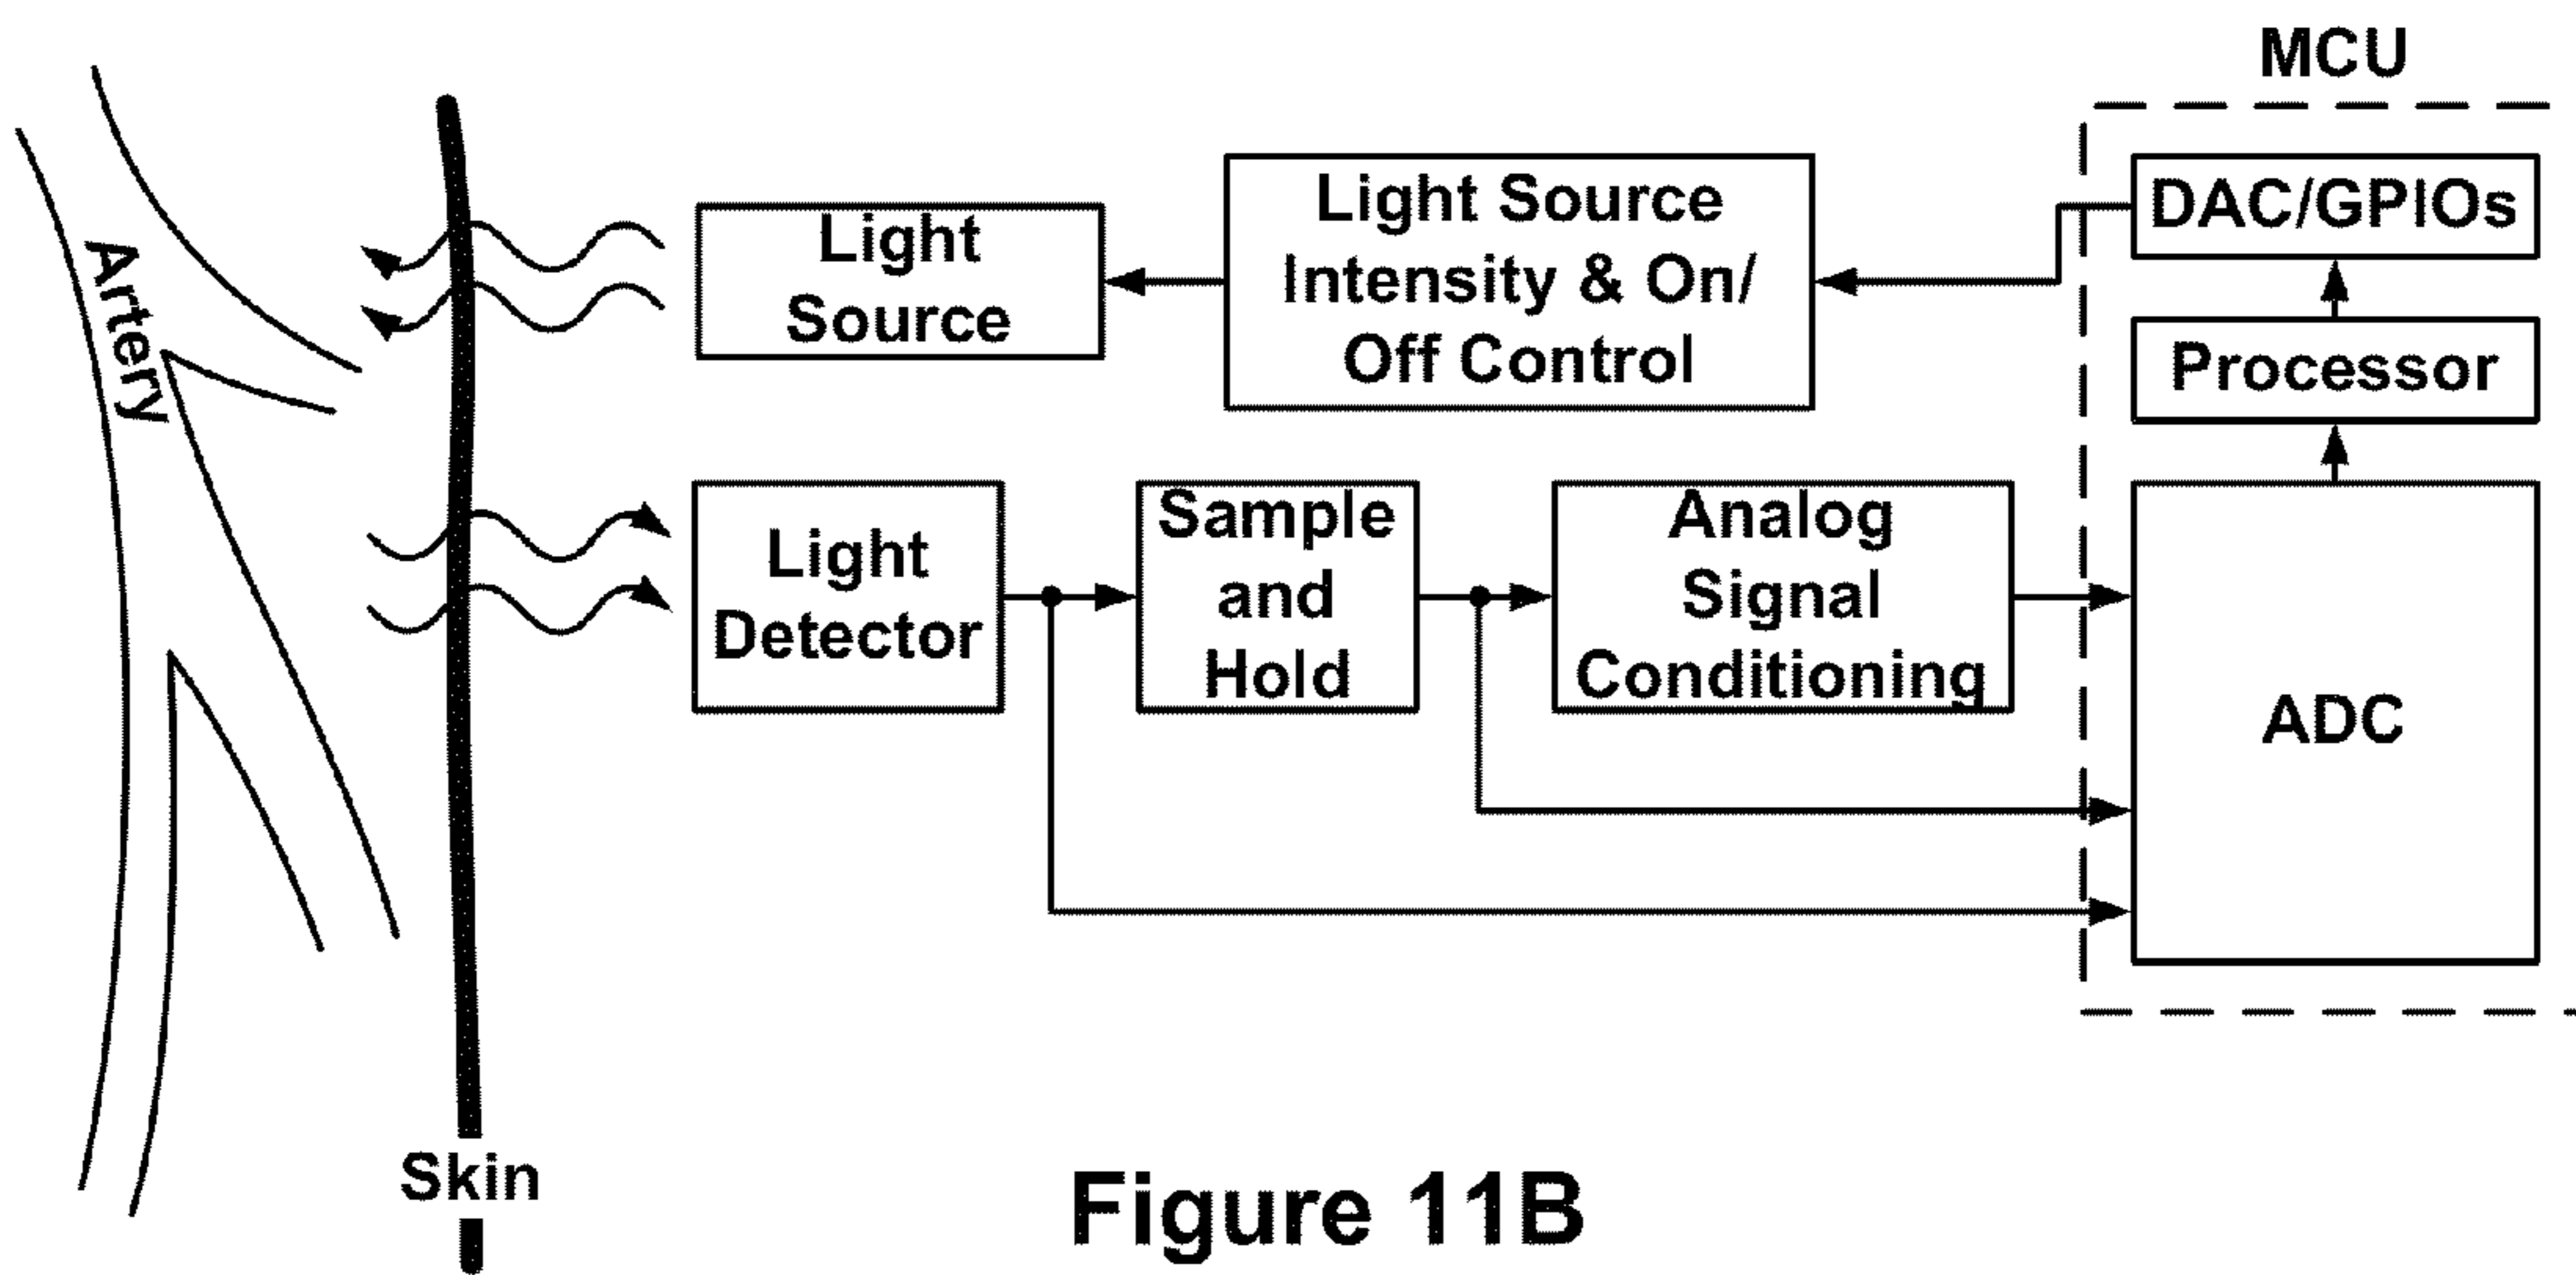 MCU
Light Source
Intensity & On/
Off Control
DAC/GPIOs
Light
Source
Artery
Processor
Light
Detector
Sample
and
Hold
Analog
Signal
Conditioning
ADC
Skin
Figure 11B